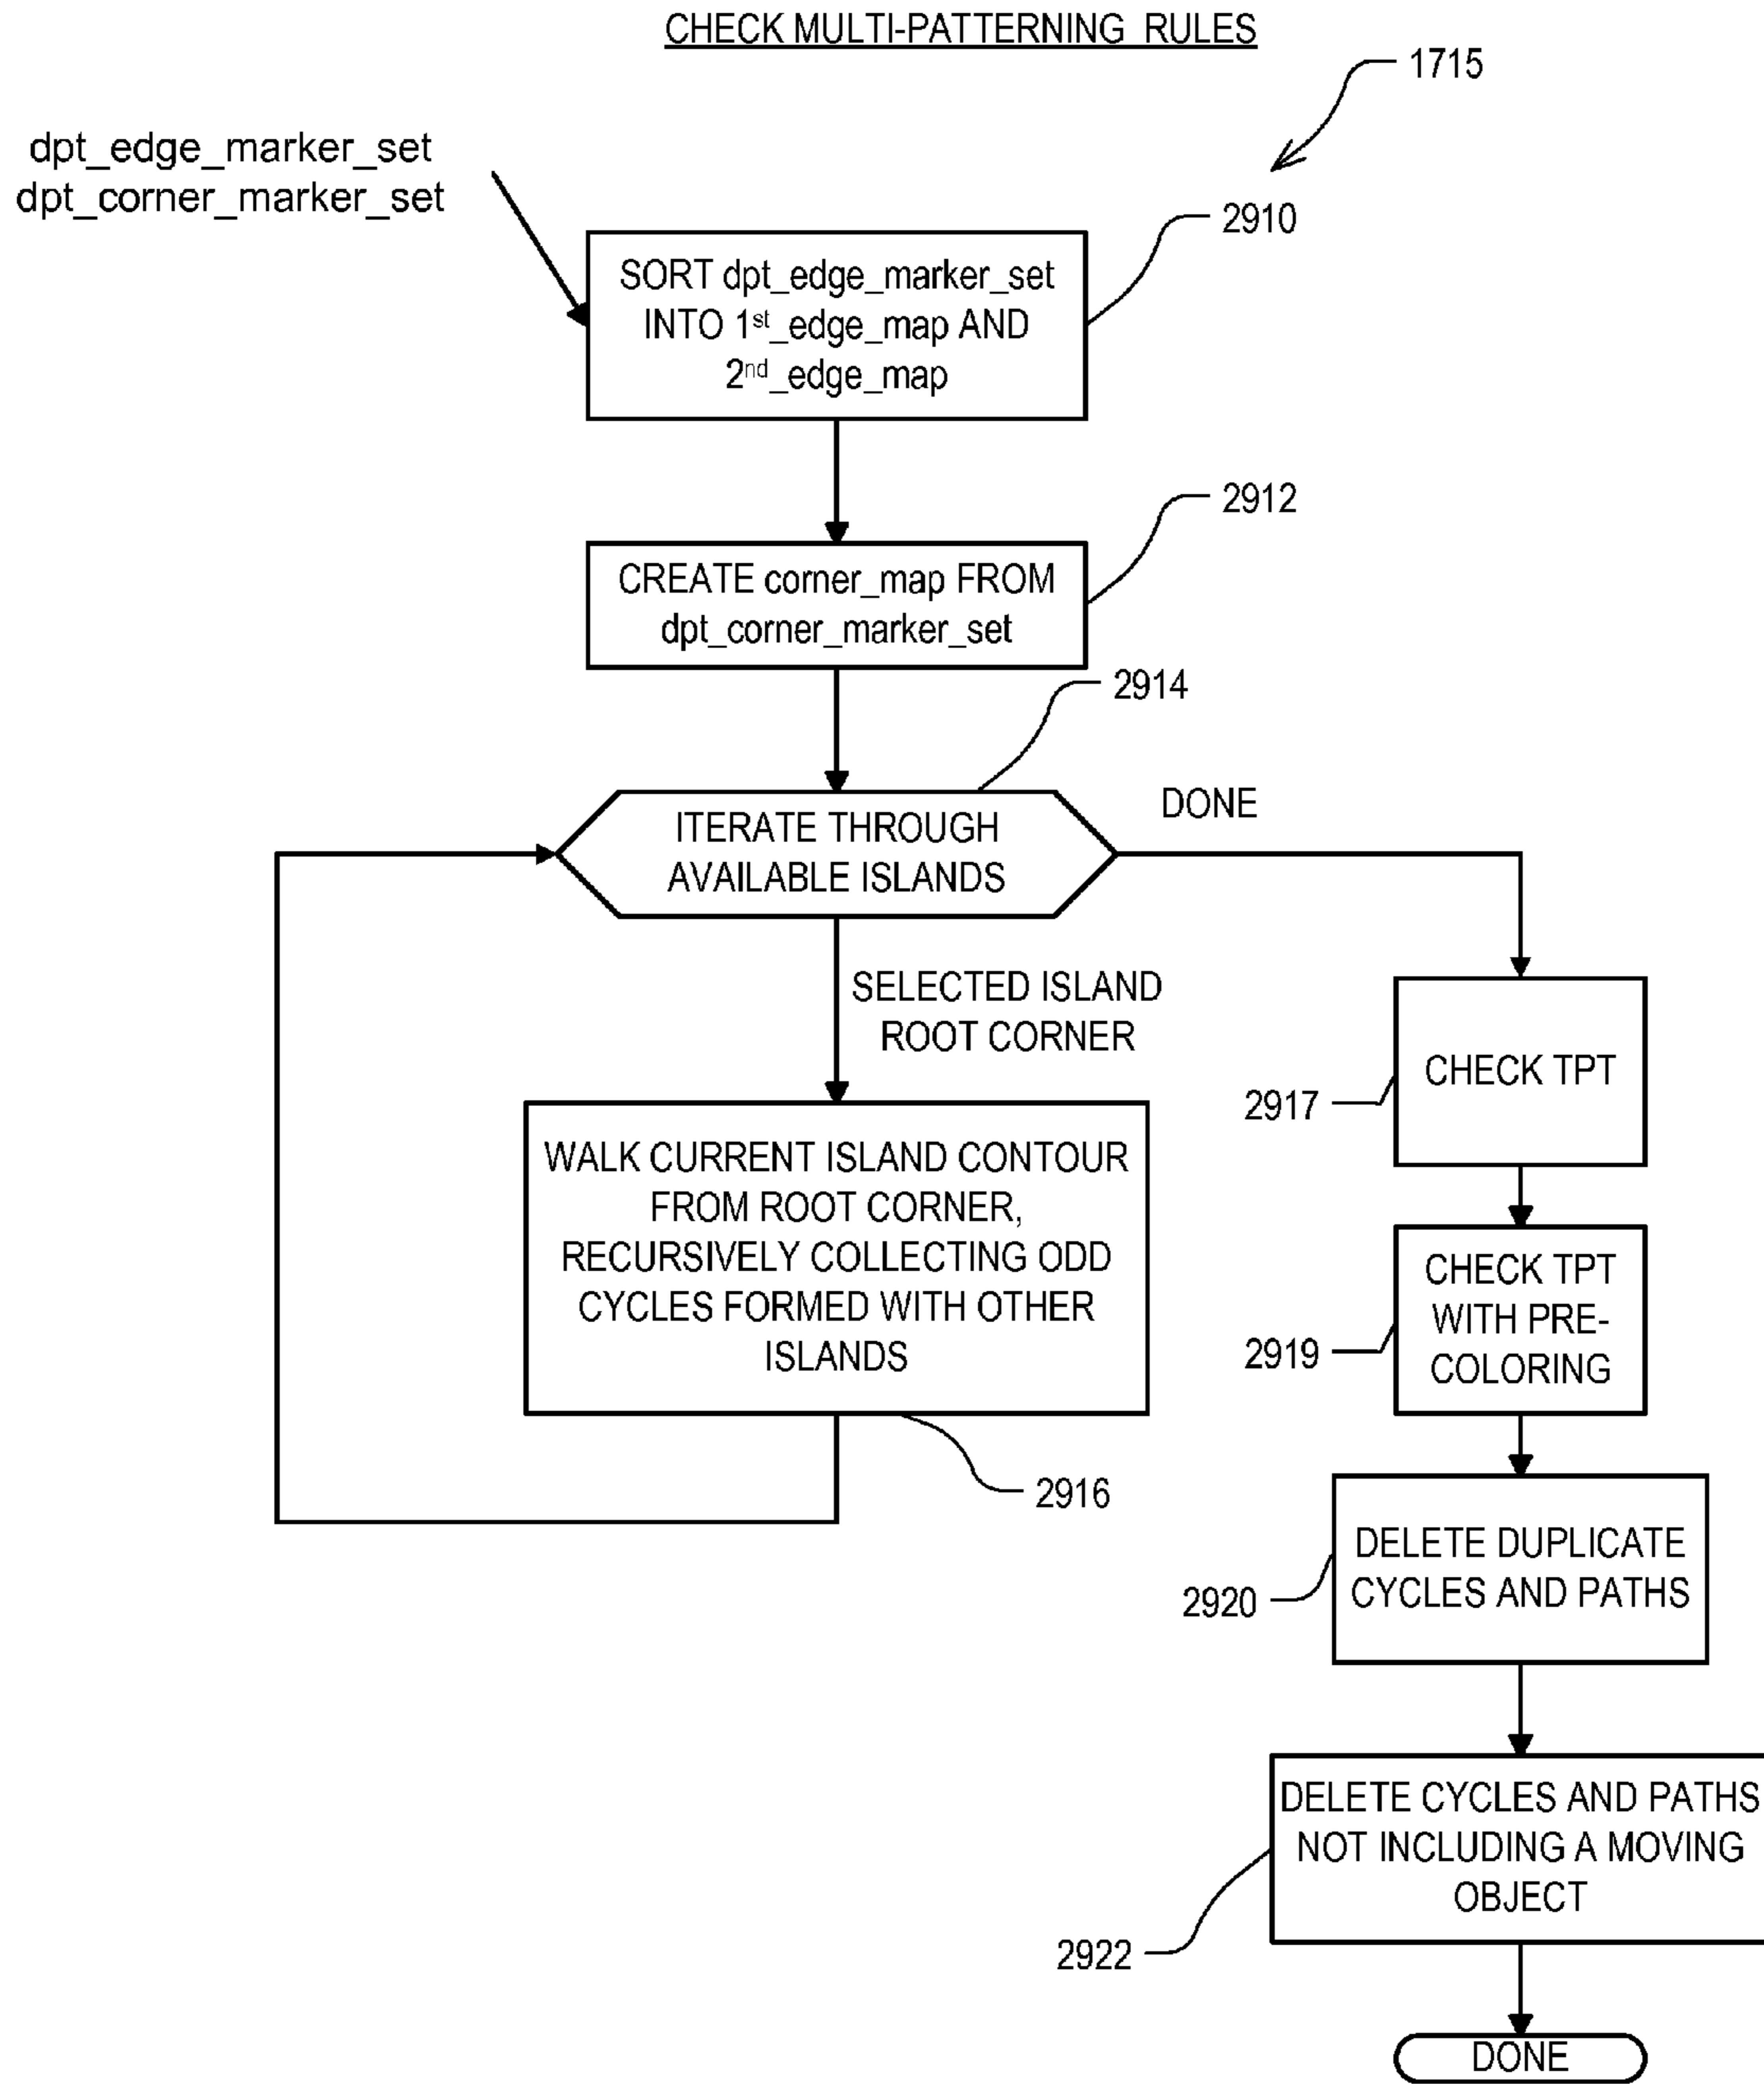 CHECK MULTI-PATTERNING RULES
1715
dpt_edge_marker_set
dpt_corner_marker_set
2910
SORT dpt_edge_marker_set
INTO 1st_edge_map AND
2nd_edge_map
2912
CREATE corner_map FROM
dpt_corner_marker_set
2914
DONE
ITERATE THROUGH
AVAILABLE ISLANDS
SELECTED ISLAND
ROOT CORNER
CHECK TPT
2917
WALK CURRENT ISLAND CONTOUR
FROM ROOT CORNER,
RECURSIVELY COLLECTING ODD
CYCLES FORMED WITH OTHER
ISLANDS
CHECK TPT
WITH PRE-
COLORING
2919
2916
DELETE DUPLICATE
CYCLES AND PATHS
2920
DELETE CYCLES AND PATHS
NOT INCLUDING A MOVING
OBJECT
2922
DONE